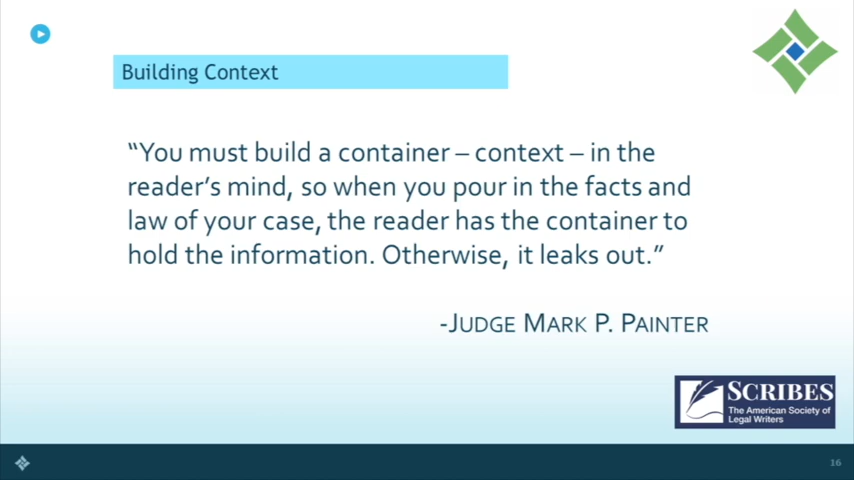 Building Context
“You must build a container – context – in the
reader’s mind, so when you pour in the facts and
law of your case, the reader has the container to
hold the information. Otherwise, it leaks out.”
-JUDGE MARK P. PAINTER
SCRIBES
The American Society of
Legal Writers
16